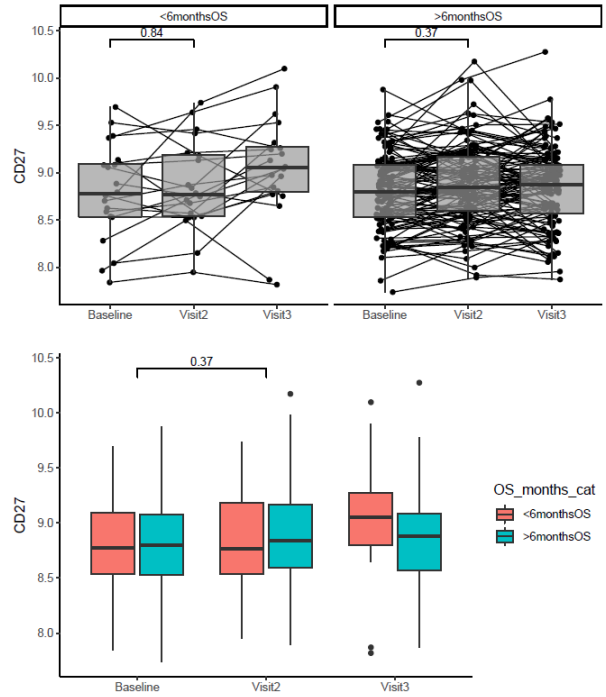 <6monthsOS >6monthsOS
10.5
0.84 0.37
10.0
9.5
9.0
8.5
8.0
CD27
Baseline Visit2 Visit3 Baseline Visit2 Visit3
10.5
0.37
10.0
9.5
9.0
8.5
8.0
CD27
Baseline Visit2 Visit3
OS_months_cat
<6monthsOS
>6monthsOS